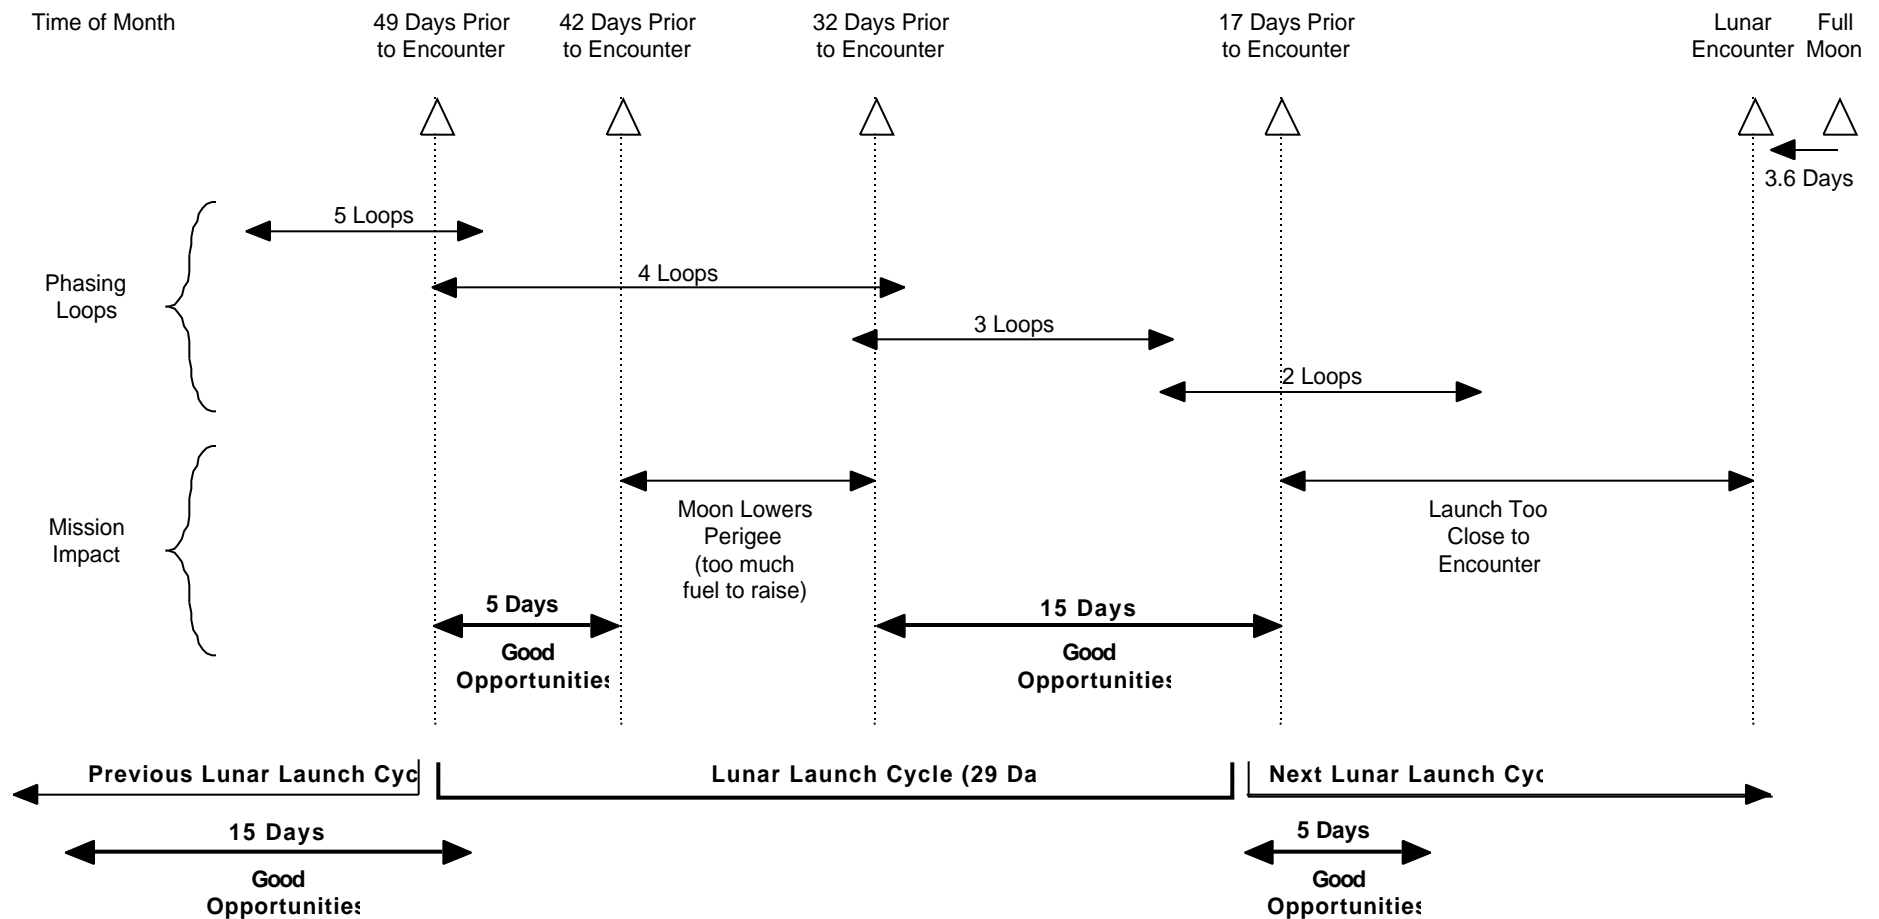 Time of Month
49 Days Prior
to Encounter
42 Days Prior
to Encounter
32 Days Prior
to Encounter
17 Days Prior
to Encounter
Lunar
Encounter
Full
Moon
3.6 Days
5 Loops
4 Loops
3 Loops
2 Loops
Phasing
Loops
Mission
Impact
Moon Lowers
Perigee
(too much
fuel to raise)
Launch Too
Close to
Encounter
5 Days
Good
Opportunities
15 Days
Good
Opportunities
Previous Lunar Launch Cyc
Lunar Launch Cycle (29 Da
Next Lunar Launch Cyc
15 Days
Good
Opportunities
5 Days
Good
Opportunities